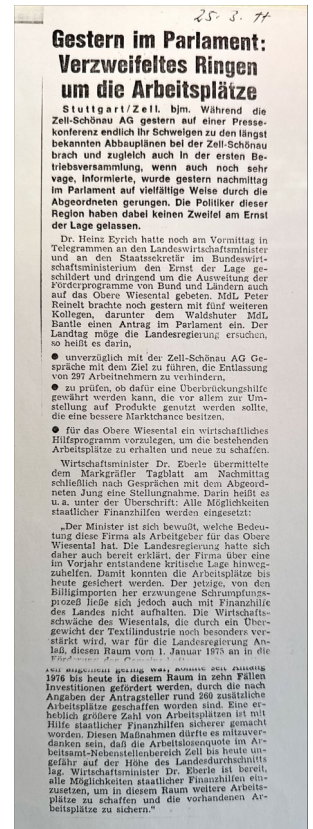 25. 3. 77
Gestern im Parlament:
Verzweifeltes Ringen
um die Arbeitsplätze
Stuttgart/Zell. bjm. Während die
Zell-Schönau AG gestern auf einer Presse-
konferenz endlich ihr Schweigen zu den längst
bekannten Abbauplänen bei der Zell-Schönau
brach und zugleich auch in der ersten Be-
triebsversammlung, wenn auch noch sehr
vage, informierte, wurde gestern nachmittag
im Parlament auf vielfältige Weise durch die
Abgeordneten gerungen. Die Politiker dieser
Region haben dabei keinen Zweifel am Ernst
der Lage gelassen.
Dr. Heinz Eyrich hatte noch am Vormittag in
Telegrammen an den Landeswirtschaftsminister
und an den Staatssekretär im Bundeswirt-
schaftsministerium den Ernst der Lage ge-
schildert und dringend um die Ausweitung der
Förderprogramme von Bund und Ländern auch
auf das Obere Wiesental gebeten. MdL Peter
Reinelt brachte noch gestern mit fünf weiteren
Kollegen, darunter dem Waldshuter MdL
Bantle einen Antrag im Parlament ein. Der
Landtag möge die Landesregierung ersuchen,
so heißt es darin,
● unverzüglich mit der Zell-Schönau AG Ge-
spräche mit dem Ziel zu führen, die Entlassung
von 297 Arbeitnehmern zu verhindern,
● zu prüfen, ob dafür eine Überbrückungshilfe
gewährt werden kann, die vor allem zur Um-
stellung auf Produkte genutzt werden sollte,
die eine bessere Marktchance besitzen.
● für das Obere Wiesental ein wirtschaftliches
Hilfsprogramm vorzulegen, um die bestehenden
Arbeitsplätze zu erhalten und neue zu schaffen.
Wirtschaftsminister Dr. Eberle übermittelte
dem Markgräfler Tagblatt am Nachmittag
schließlich nach Gesprächen mit dem Abgeord-
neten Jung eine Stellungnahme. Darin heißt es
u. a. unter der Überschrift: Alle Möglichkeiten
staatlicher Finanzhilfen werden eingesetzt:
„Der Minister ist sich bewußt, welche Bedeu-
tung diese Firma als Arbeitgeber für das Obere
Wiesental hat. Die Landesregierung hatte sich
daher auch bereit erklärt, der Firma über eine
im Vorjahr entstandene kritische Lage hinweg-
zuhelfen. Damit konnten die Arbeitsplätze bis
heute gesichert werden. Der jetzige, von den
Billigimporten her erzwungene Schrumpfungs-
prozeß ließe sich jedoch auch mit Finanzhilfe
des Landes nicht aufhalten. Die Wirtschafts-
schwäche des Wiesentals, die durch ein Über-
gewicht der Textilindustrie noch besonders ver-
stärkt wird, war für die Landesregierung An-
laß, diesen Raum vom 1. Januar 1975 an in die
1976 bis heute in diesem Raum in zehn Fällen
Investitionen gefördert werden, durch die nach
Angaben der Antragsteller rund 260 zusätzliche
Arbeitsplätze geschaffen worden sind. Eine er-
heblich größere Zahl von Arbeitsplätzen ist mit
Hilfe staatlicher Finanzhilfen sicherer gemacht
worden. Diesen Maßnahmen dürfte es mitzuver-
danken sein, daß die Arbeitslosenquote im Ar-
beitsamt-Nebenstellenbereich Zell bis heute un-
gefähr auf der Höhe des Landesdurchschnitts
lag. Wirtschaftsminister Dr. Eberle ist bereit,
alle Möglichkeiten staatlicher Finanzhilfen ein-
zusetzen, um in diesem Raum weitere Arbeits-
plätze zu schaffen und die vorhandenen Ar-
beitsplätze zu sichern.“